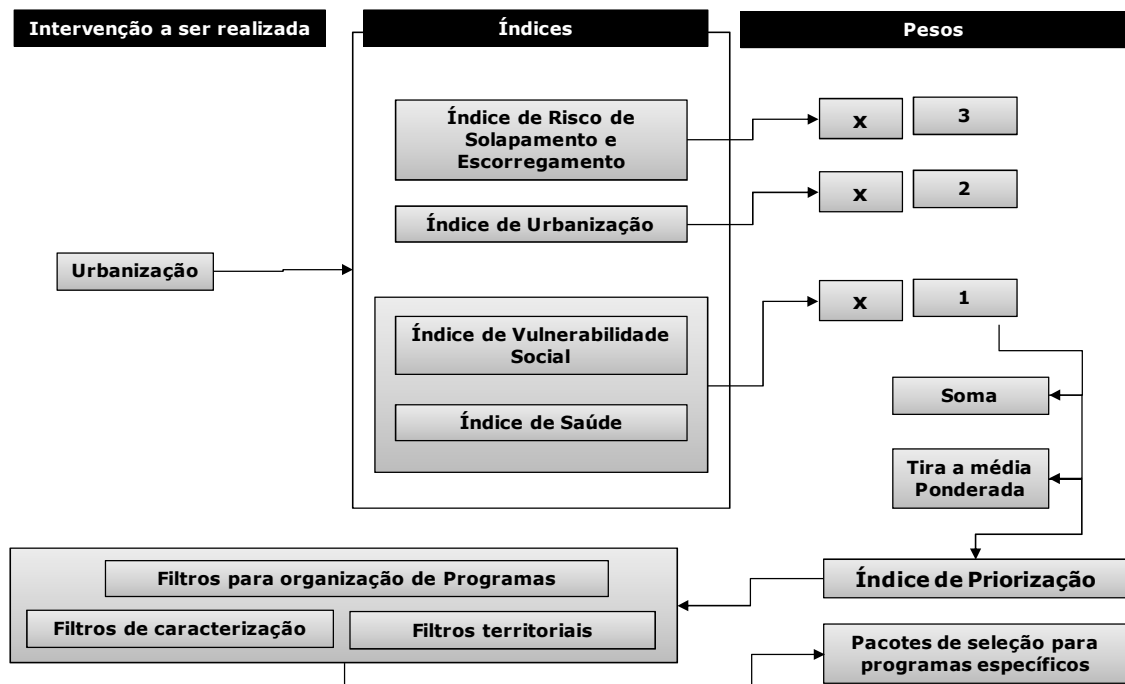 Intervenção a ser realizada
Índices
Pesos
Índice de Risco de
Solapamento e
Escorregamento
x
3
Índice de Urbanização
x
2
Urbanização
x
1
Índice de Vulnerabilidade
Social
Índice de Saúde
Soma
Tira a média
Ponderada
Índice de Priorização
Filtros para organização de Programas
Filtros de caracterização
Filtros territoriais
Pacotes de seleção para
programas específicos